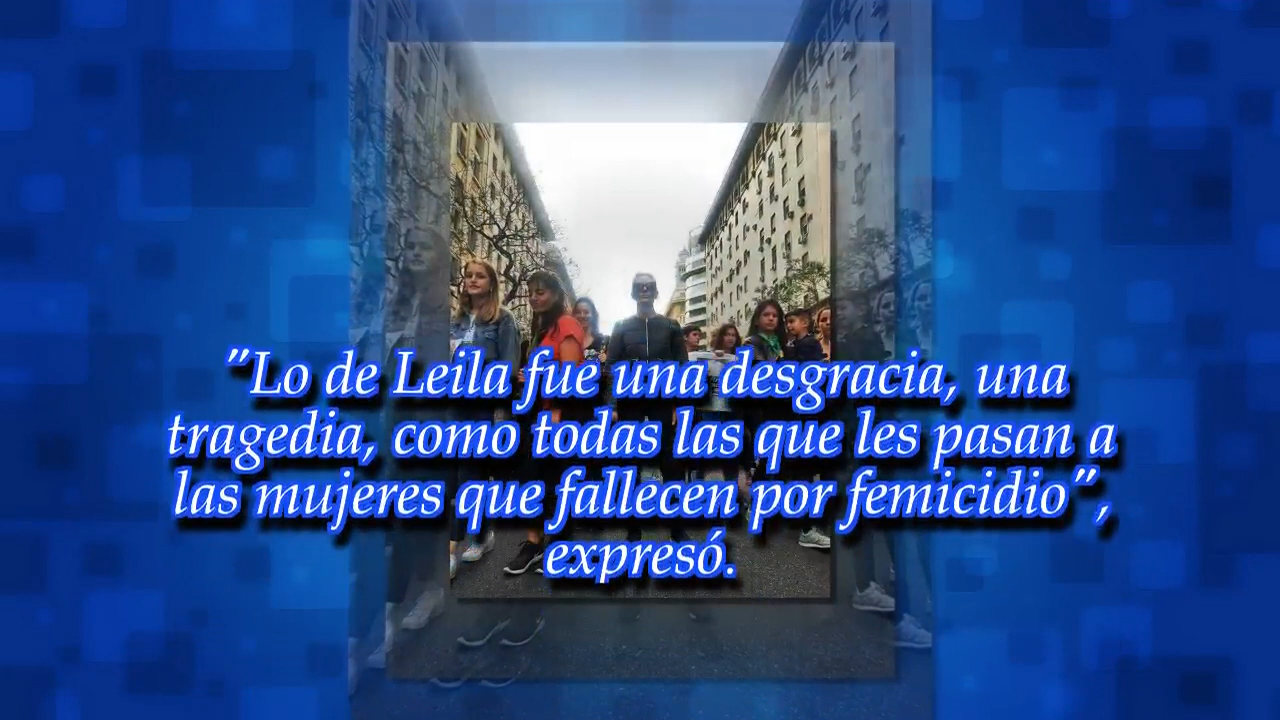 "Lo de Leila fue una desgracia, una
tragedia, como todas las que les pasan a
las mujeres que fallecen por femicidio",
expresó.